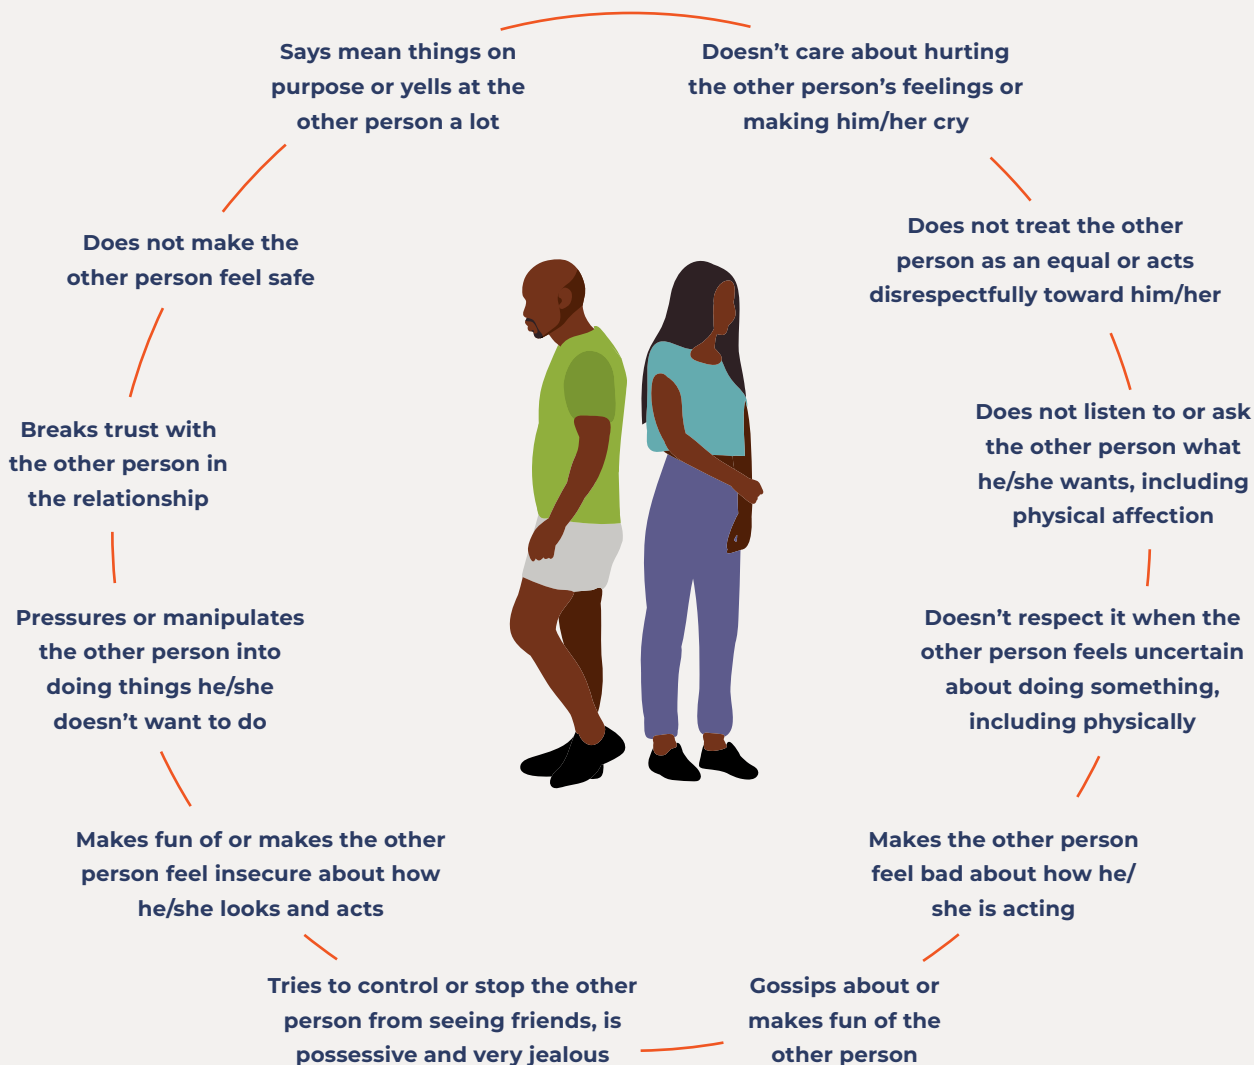 Says mean things on
purpose or yells at the
other person a lot
Doesn’t care about hurting
the other person’s feelings or
making him/her cry
Does not treat the other
person as an equal or acts
disrespectfully toward him/her
Does not listen to or ask
the other person what
he/she wants, including
physical affection
Doesn’t respect it when the
other person feels uncertain
about doing something,
including physically
Makes the other person
feel bad about how he/
she is acting
Gossips about or
makes fun of the
other person
Tries to control or stop the other
person from seeing friends, is
possessive and very jealous
Makes fun of or makes the other
person feel insecure about how
he/she looks and acts
Pressures or manipulates
the other person into
doing things he/she
doesn’t want to do
Breaks trust with
the other person in
the relationship
Does not make the
other person feel safe